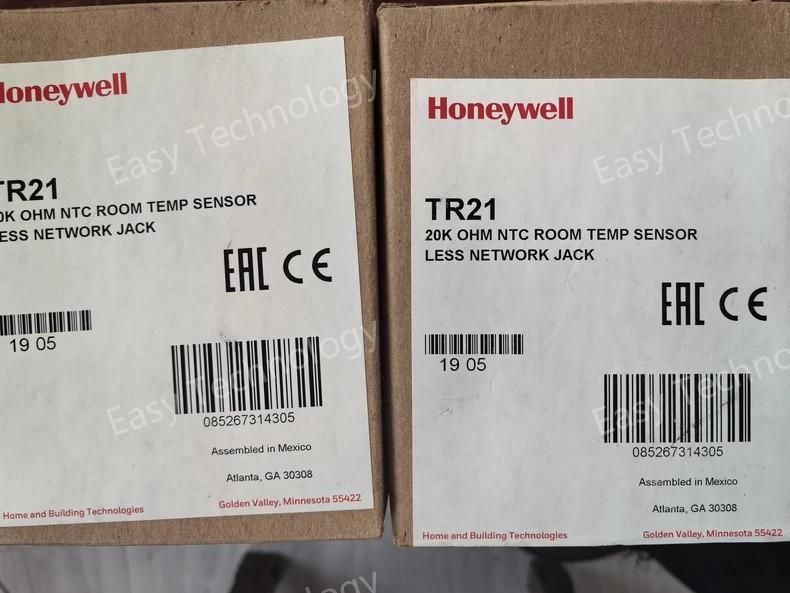 Honeywell
TR21
20K OHM NTC ROOM TEMP SENSOR
LESS NETWORK JACK
EAC CE
19 05
085267314305
Assembled in Mexico
Atlanta, GA 30308
Home and Building Technologies
Golden Valley, Minnesota 55422
Honeywell
TR21
20K OHM NTC ROOM TEMP SENSOR
LESS NETWORK JACK
EAC CE
19 05
085267314305
Assembled in Mexico
Atlanta, GA 30308
Home and Building Technologies
Golden Valley, Minnesota 55422
Easy Technology
Easy Techno
Easy Technology
Easy Techno